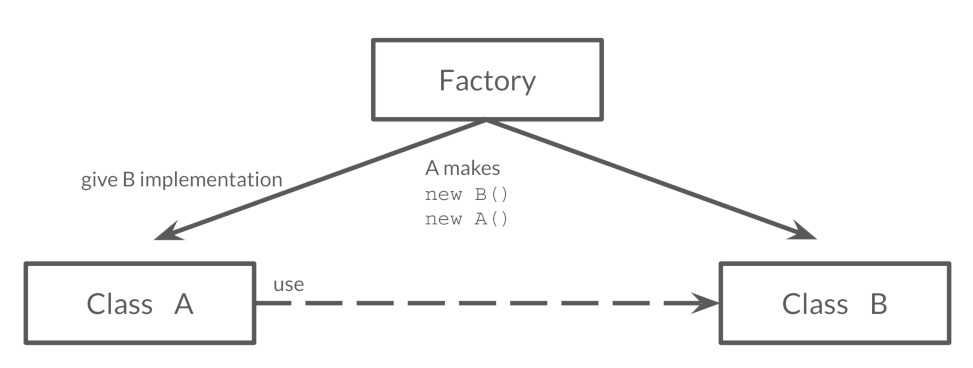 Factory
give B implementation
A makes
new B()
new A()
Class A
use
Class B